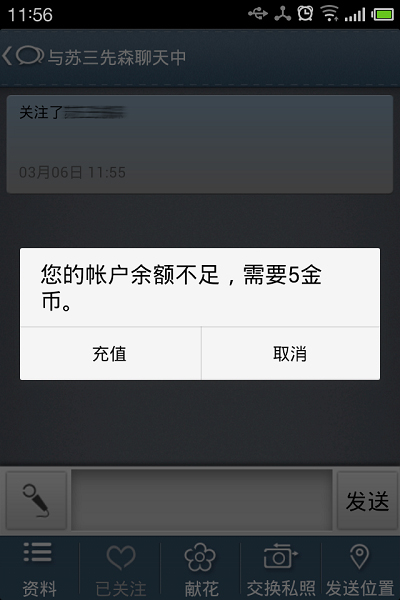 11:56
与苏三先森聊天中
关注了
03月06日 11:55
您的帐户余额不足，需要5金
币。
充值
取消
发送
资料
已关注
献花
交换私照
发送位置